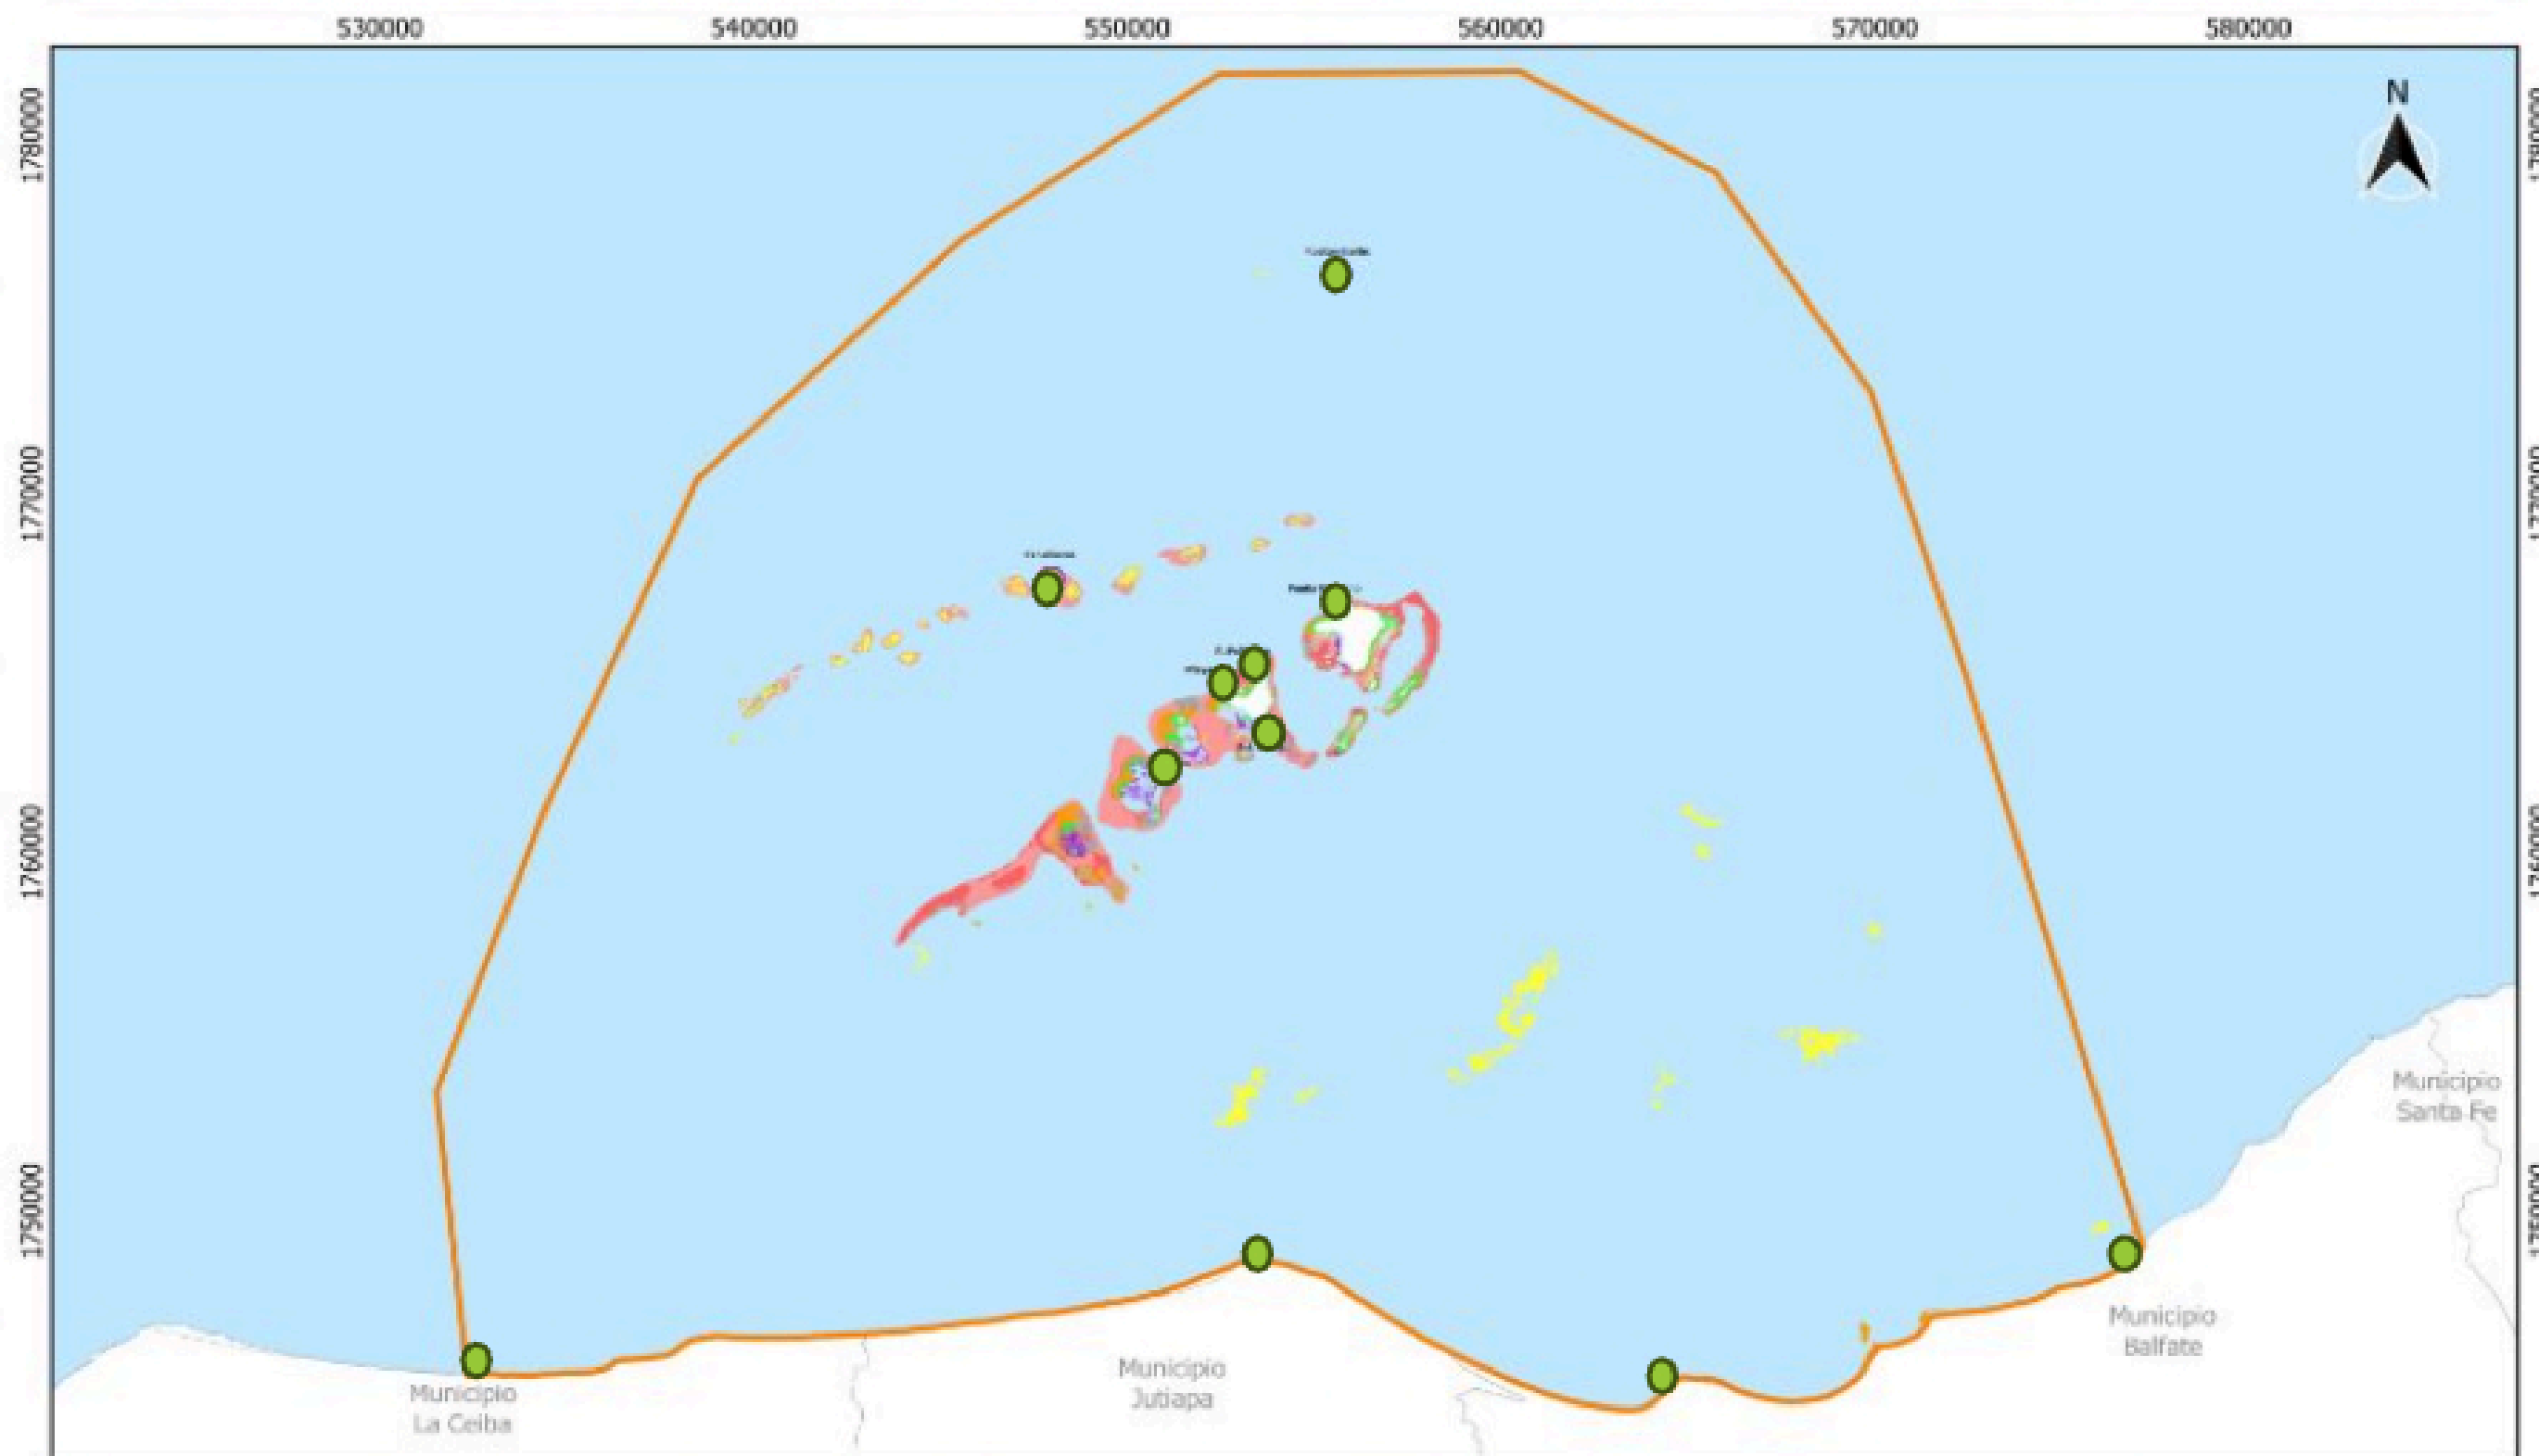 530000 540000 550000 560000 570000 580000
N
1780000
1770000
1760000
1750000
Municipio
Santa Fe
Municipio
Balfate
Municipio
Jutiapa
Municipio
La Ceiba